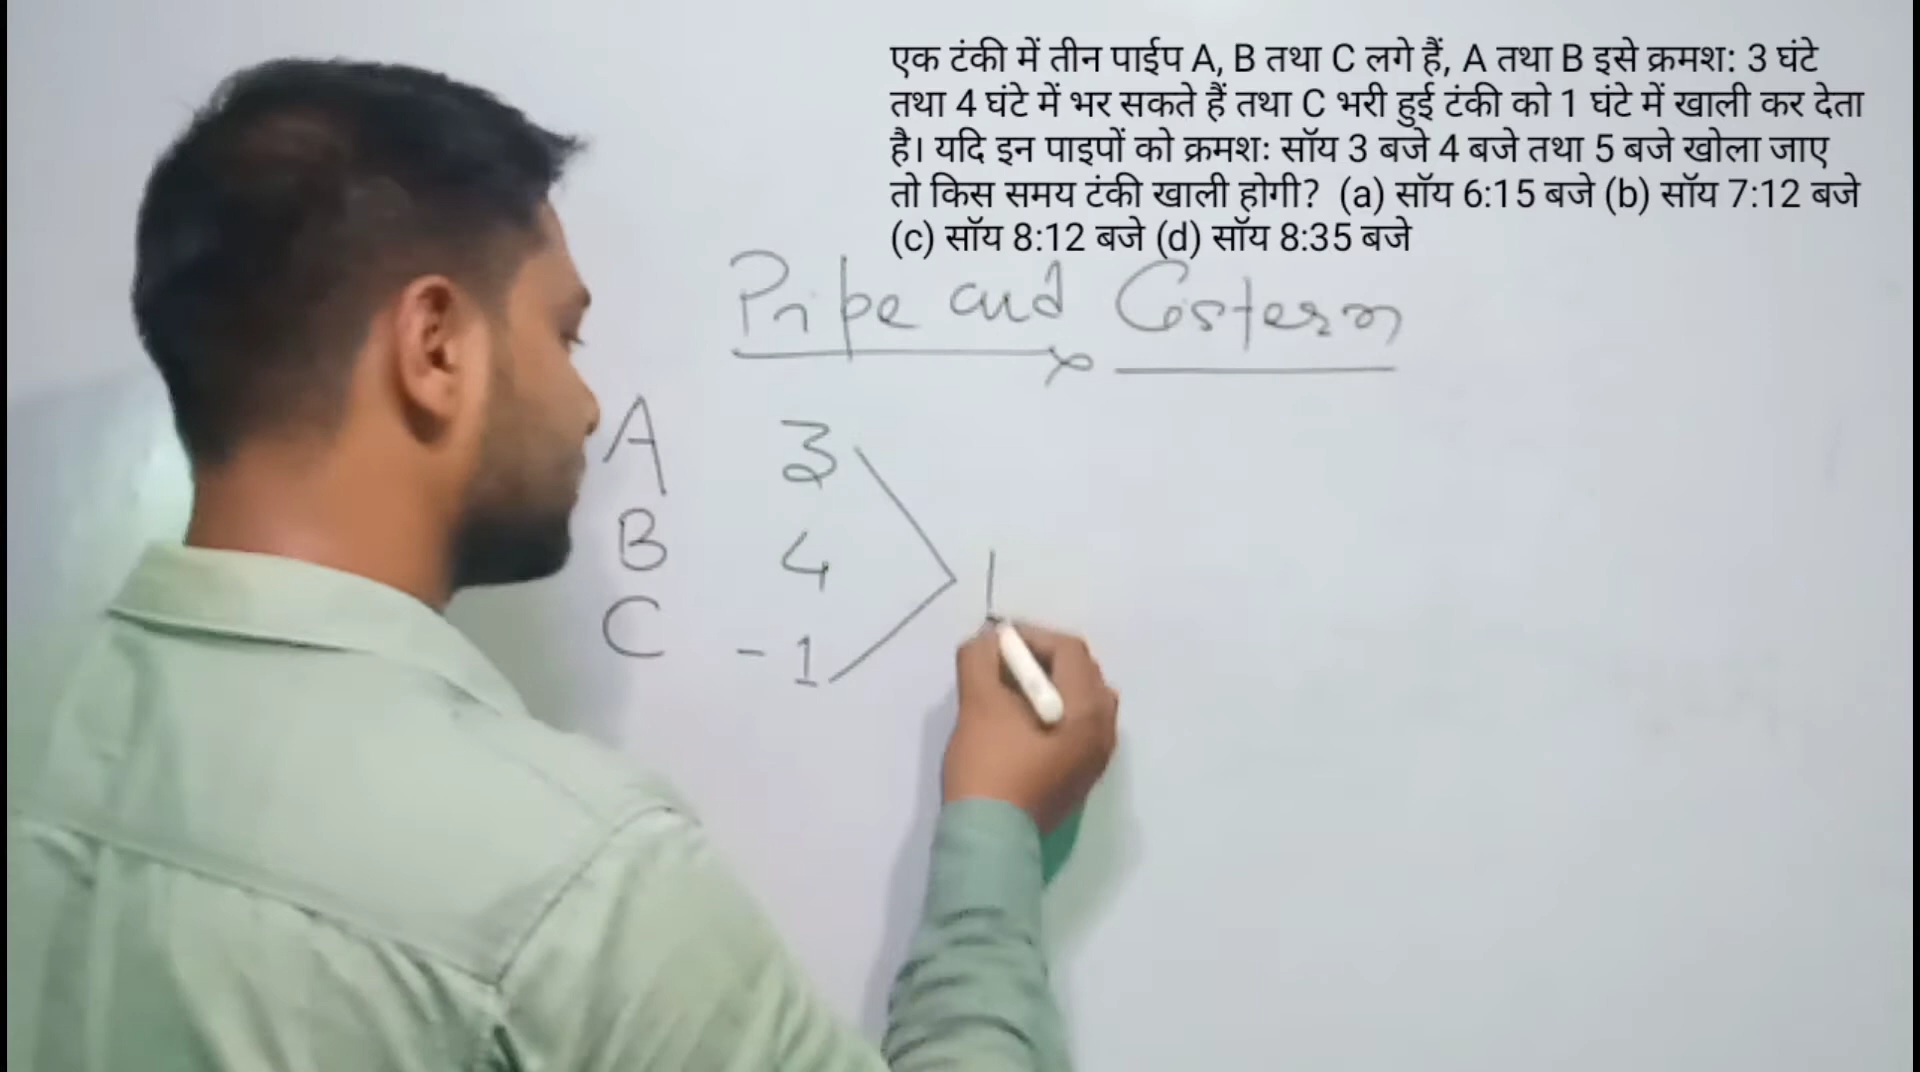 एक टंकी में तीन पाईप A, B तथा C लगे हैं, A तथा B इसे क्रमश: 3 घंटे
तथा 4 घंटे में भर सकते हैं तथा C भरी हुई टंकी को 1 घंटे में खाली कर देता
है। यदि इन पाइपों को क्रमशः सॉय 3 बजे 4 बजे तथा 5 बजे खोला जाए
तो किस समय टंकी खाली होगी? (a) सॉय 6:15 बजे (b) सॉय 7:12 बजे
(c) सॉय 8:12 बजे (d) सॉय 8:35 बजे
Pipe and Cistern
A 3
B 4
C -1
1